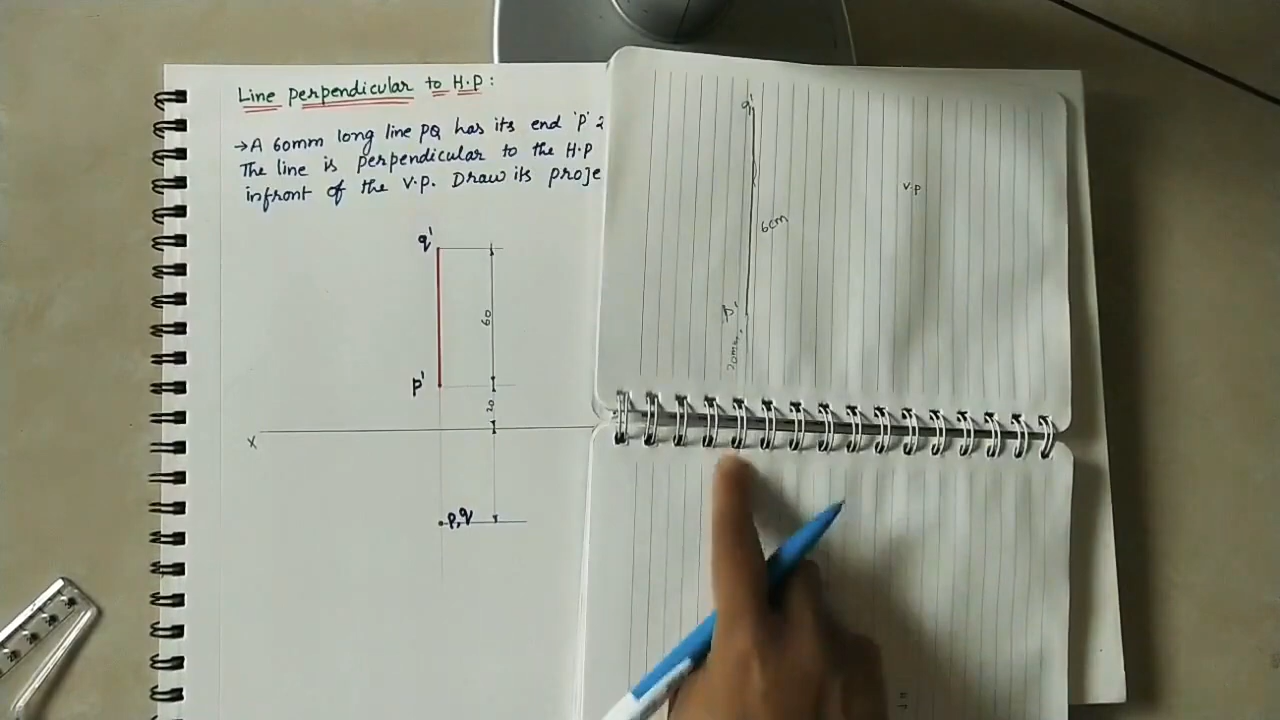 Line perpendicular to H.P:
→A 60mm long line PQ has its end 'P' 2
The line is perpendicular to the H.P
infront of the V.P. Draw its proje
q'
60
p'
20
X
p,q
q'
V.P
6cm
P'
20mm